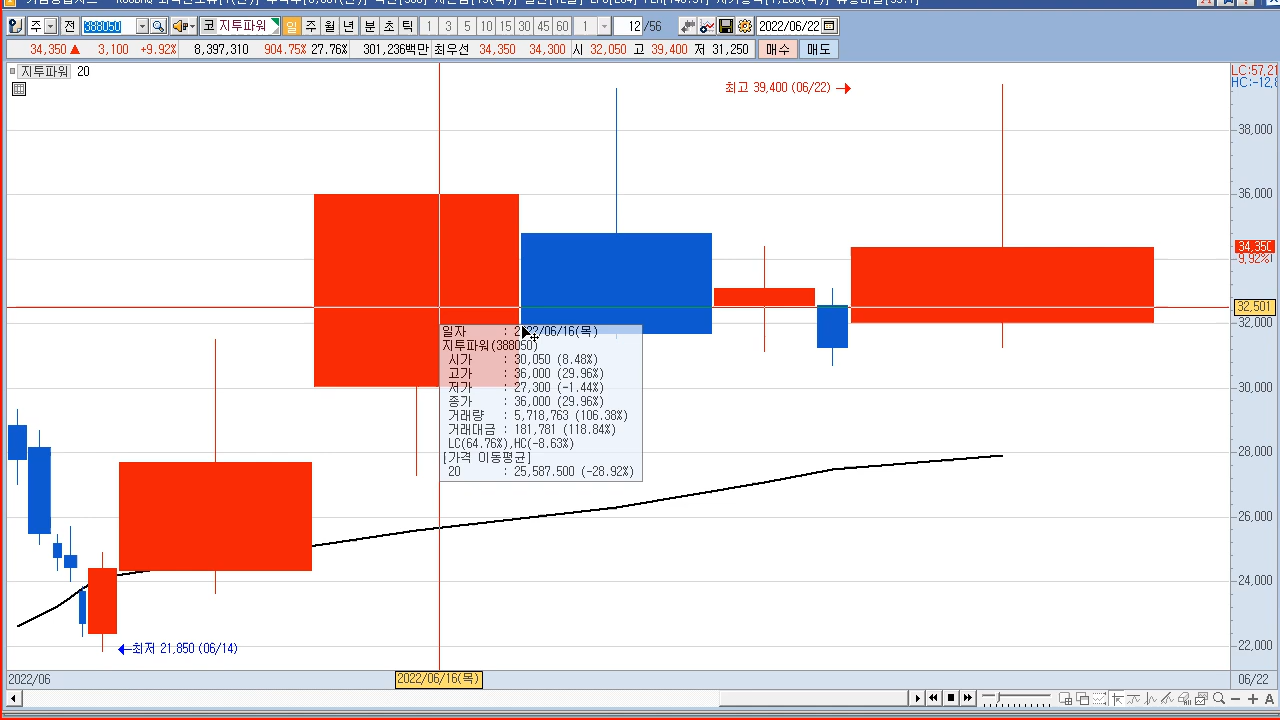 주 전 388050 코 지투파워 일 주 월 년 분 초 틱 1 3 5 10 15 30 45 60 1 12 /56 2022/06/22
34,350 ▲ 3,100 +9.92% 8,397,310 904.75% 27.76% 301,236백만 최우선 34,350 34,300 시 32,050 고 39,400 저 31,250 매수 매도
지투파워 20
LC:57,21
HC:-12,8
최고 39,400 (06/22)
38,000
36,000
34,350
9.92%
32,501
32,000
일자 : 2022/06/16(목)
지투파워(388050)
시가 : 30,050 (8.48%)
고가 : 36,000 (29.96%)
저가 : 27,300 (-1.44%)
종가 : 36,000 (29.96%)
거래량 : 5,718,763 (106.38%)
거래대금 : 181,781 (118.84%)
LC(64.76%),HC(-8.63%)
[가격 이동평균]
20 : 25,587.500 (-28.92%)
30,000
28,000
26,000
24,000
22,000
최저 21,850 (06/14)
2022/06 2022/06/16(목) 06/22
A